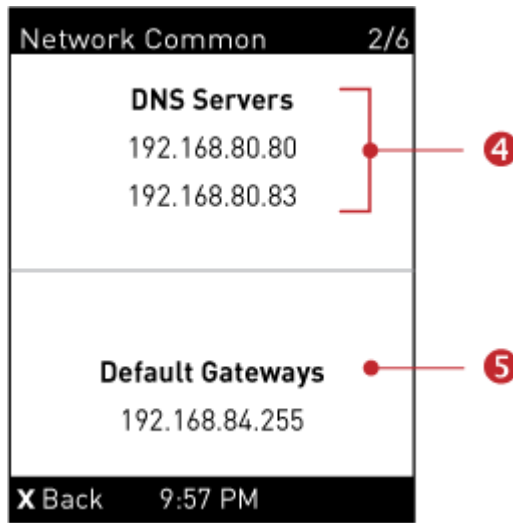 Network Common 2/6
DNS Servers
192.168.80.80
192.168.80.83
4
Default Gateways
192.168.84.255
5
X Back 9:57 PM